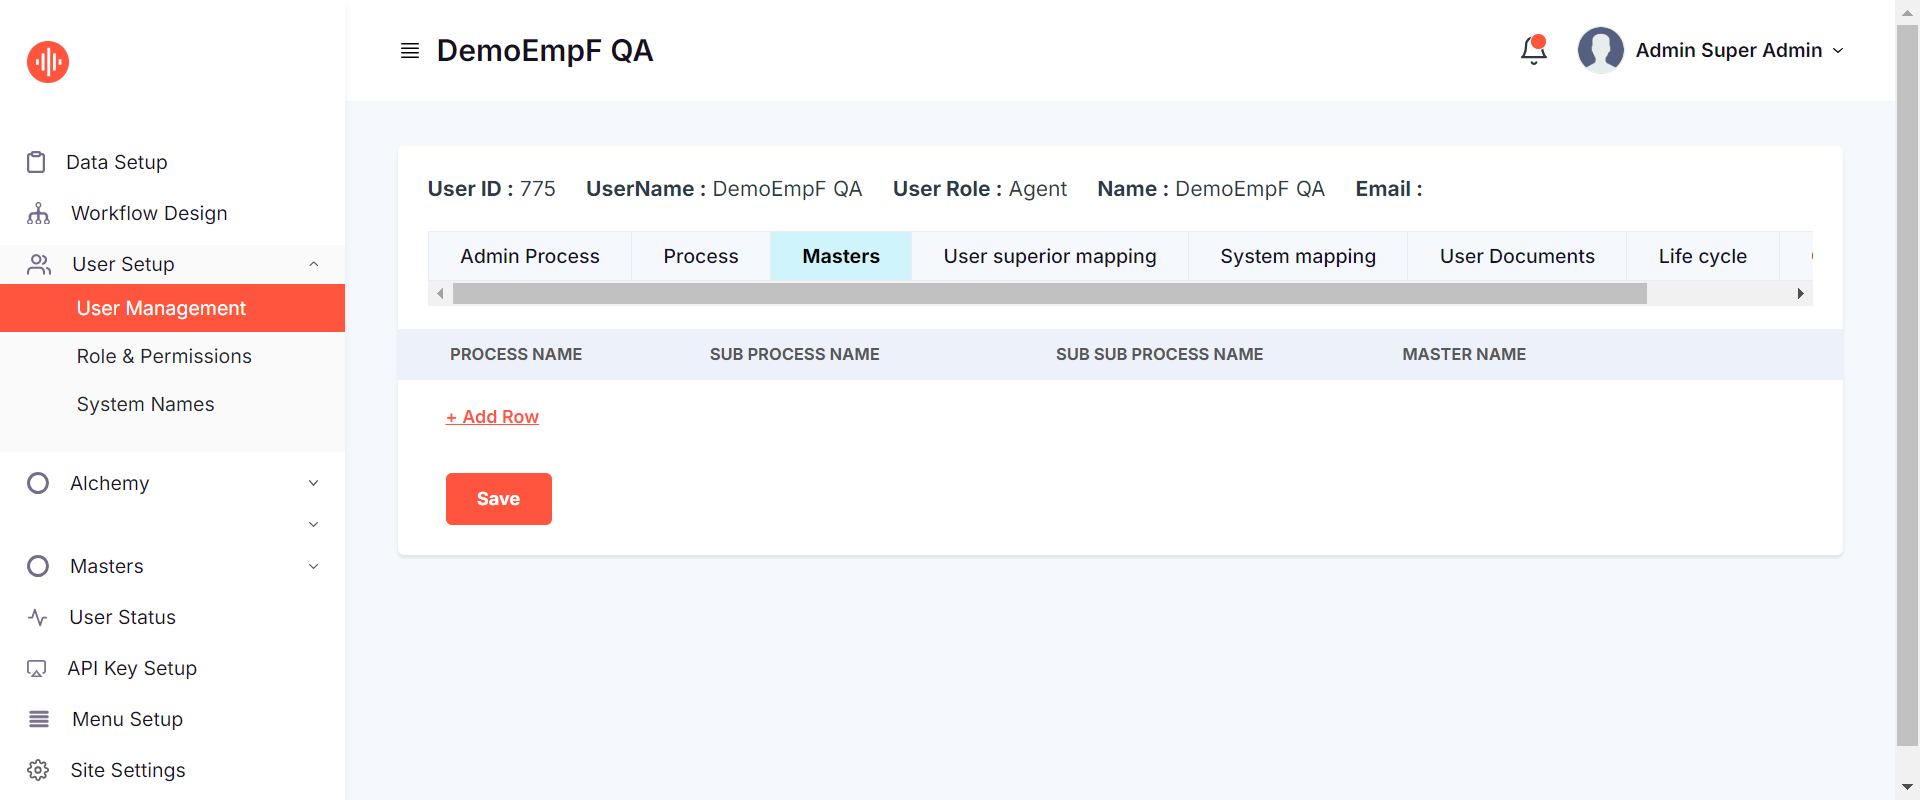 DemoEmpF QA
Admin Super Admin
Data Setup
Workflow Design
User Setup
User Management
Role & Permissions
System Names
Alchemy
Masters
User Status
API Key Setup
Menu Setup
Site Settings
User ID : 775 UserName : DemoEmpF QA User Role : Agent Name : DemoEmpF QA Email :
Admin Process Process Masters User superior mapping System mapping User Documents Life cycle
PROCESS NAME SUB PROCESS NAME SUB SUB PROCESS NAME MASTER NAME
+ Add Row
Save